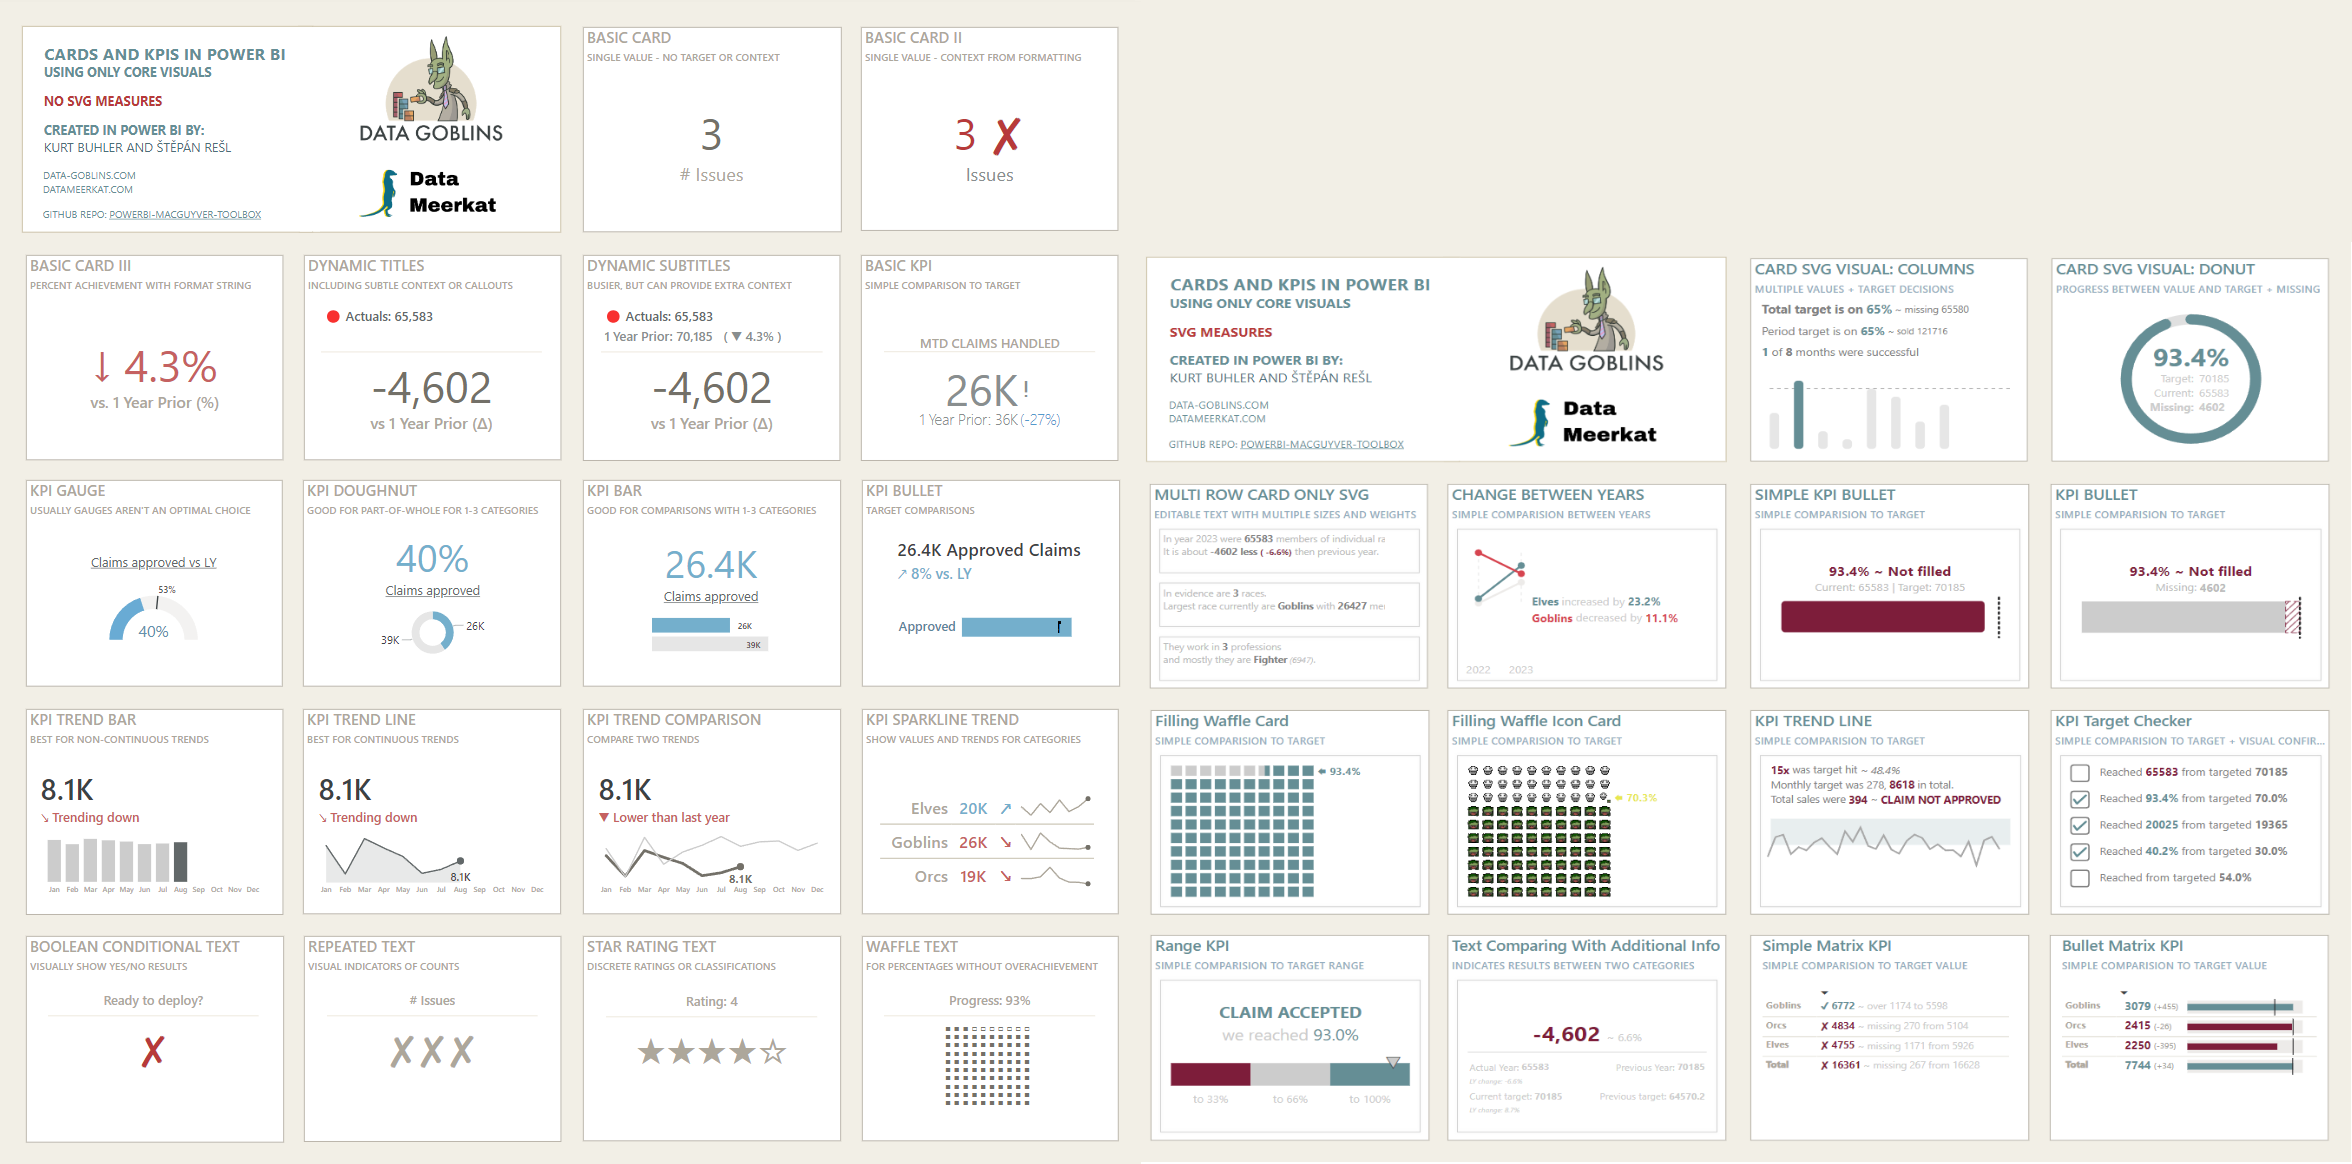 CARDS AND KPIS IN POWER BI
USING ONLY CORE VISUALS
NO SVG MEASURES
CREATED IN POWER BI BY:
KURT BUHLER AND ŠTĚPÁN REŠL
DATA-GOBLINS.COM
DATAMEERKAT.COM
GITHUB REPO: POWERBI-MACGUYVER-TOOLBOX
DATA GOBLINS
Data
Meerkat
BASIC CARD
SINGLE VALUE - NO TARGET OR CONTEXT
3
# Issues
BASIC CARD II
SINGLE VALUE - CONTEXT FROM FORMATTING
3 ✗
Issues
BASIC CARD III
PERCENT ACHIEVEMENT WITH FORMAT STRING
↓ 4.3%
vs. 1 Year Prior (%)
DYNAMIC TITLES
INCLUDING SUBTLE CONTEXT OR CALLOUTS
Actuals: 65,583
-4,602
vs 1 Year Prior (Δ)
DYNAMIC SUBTITLES
BUSIER, BUT CAN PROVIDE EXTRA CONTEXT
Actuals: 65,583
1 Year Prior: 70,185 (▼ 4.3% )
-4,602
vs 1 Year Prior (Δ)
BASIC KPI
SIMPLE COMPARISON TO TARGET
MTD CLAIMS HANDLED
26K!
1 Year Prior: 36K (-27%)
KPI GAUGE
USUALLY GAUGES AREN'T AN OPTIMAL CHOICE
Claims approved vs LY
53%
40%
KPI DOUGHNUT
GOOD FOR PART-OF-WHOLE FOR 1-3 CATEGORIES
40%
Claims approved
26K
39K
KPI BAR
GOOD FOR COMPARISONS WITH 1-3 CATEGORIES
26.4K
Claims approved
26K
39K
KPI BULLET
TARGET COMPARISONS
26.4K Approved Claims
↗ 8% vs. LY
Approved
KPI TREND BAR
BEST FOR NON-CONTINUOUS TRENDS
8.1K
↘ Trending down
Jan Feb Mar Apr May Jun Jul Aug Sep Oct Nov Dec
KPI TREND LINE
BEST FOR CONTINUOUS TRENDS
8.1K
↘ Trending down
8.1K
Jan Feb Mar Apr May Jun Jul Aug Sep Oct Nov Dec
KPI TREND COMPARISON
COMPARE TWO TRENDS
8.1K
▼ Lower than last year
8.1K
Jan Feb Mar Apr May Jun Jul Aug Sep Oct Nov Dec
KPI SPARKLINE TREND
SHOW VALUES AND TRENDS FOR CATEGORIES
Elves 20K ↗
Goblins 26K ↘
Orcs 19K ↘
BOOLEAN CONDITIONAL TEXT
VISUALLY SHOW YES/NO RESULTS
Ready to deploy?
✗
REPEATED TEXT
VISUAL INDICATORS OF COUNTS
# Issues
✗✗✗
STAR RATING TEXT
DISCRETE RATINGS OR CLASSIFICATIONS
Rating: 4
★★★★☆
WAFFLE TEXT
FOR PERCENTAGES WITHOUT OVERACHIEVEMENT
Progress: 93%
CARDS AND KPIS IN POWER BI
USING ONLY CORE VISUALS
SVG MEASURES
CREATED IN POWER BI BY:
KURT BUHLER AND ŠTĚPÁN REŠL
DATA-GOBLINS.COM
DATAMEERKAT.COM
GITHUB REPO: POWERBI-MACGUYVER-TOOLBOX
DATA GOBLINS
Data
Meerkat
CARD SVG VISUAL: COLUMNS
MULTIPLE VALUES + TARGET DECISIONS
Total target is on 65% ~ missing 65580
Period target is on 65% ~ sold 121716
1 of 8 months were successful
CARD SVG VISUAL: DONUT
PROGRESS BETWEEN VALUE AND TARGET + MISSING
93.4%
Target: 70185
Current: 65583
Missing: 4602
MULTI ROW CARD ONLY SVG
EDITABLE TEXT WITH MULTIPLE SIZES AND WEIGHTS
In year 2023 were 65583 members of individual ra
It is about -4602 less ( -6.6%) then previous year.
In evidence are 3 races.
Largest race currently are Goblins with 26427 me
They work in 3 professions
and mostly they are Fighter (6947).
CHANGE BETWEEN YEARS
SIMPLE COMPARISION BETWEEN YEARS
Elves increased by 23.2%
Goblins decreased by 11.1%
2022 2023
SIMPLE KPI BULLET
SIMPLE COMPARISION TO TARGET
93.4% ~ Not filled
Current: 65583 | Target: 70185
KPI BULLET
SIMPLE COMPARISION TO TARGET
93.4% ~ Not filled
Missing: 4602
Filling Waffle Card
SIMPLE COMPARISION TO TARGET
93.4%
Filling Waffle Icon Card
SIMPLE COMPARISION TO TARGET
70.3%
KPI TREND LINE
SIMPLE COMPARISION TO TARGET
15x was target hit ~ 48.4%
Monthly target was 278, 8618 in total.
Total sales were 394 ~ CLAIM NOT APPROVED
KPI Target Checker
SIMPLE COMPARISION TO TARGET + VISUAL CONFIR...
Reached 65583 from targeted 70185
Reached 93.4% from targeted 70.0%
Reached 20025 from targeted 19365
Reached 40.2% from targeted 30.0%
Reached from targeted 54.0%
Range KPI
SIMPLE COMPARISION TO TARGET RANGE
CLAIM ACCEPTED
we reached 93.0%
to 33% to 66% to 100%
Text Comparing With Additional Info
INDICATES RESULTS BETWEEN TWO CATEGORIES
-4,602 ~ 6.6%
Actual Year: 65583 Previous Year: 70185
LY change: -6.6%
Current target: 70185 Previous target: 64570.2
LY change: 8.7%
Simple Matrix KPI
SIMPLE COMPARISION TO TARGET VALUE
Goblins ✓ 6772 ~ over 1174 to 5598
Orcs ✗ 4834 ~ missing 270 from 5104
Elves ✗ 4755 ~ missing 1171 from 5926
Total ✗ 16361 ~ missing 267 from 16628
Bullet Matrix KPI
SIMPLE COMPARISION TO TARGET VALUE
Goblins 3079 (+455)
Orcs 2415 (-26)
Elves 2250 (-395)
Total 7744 (+34)